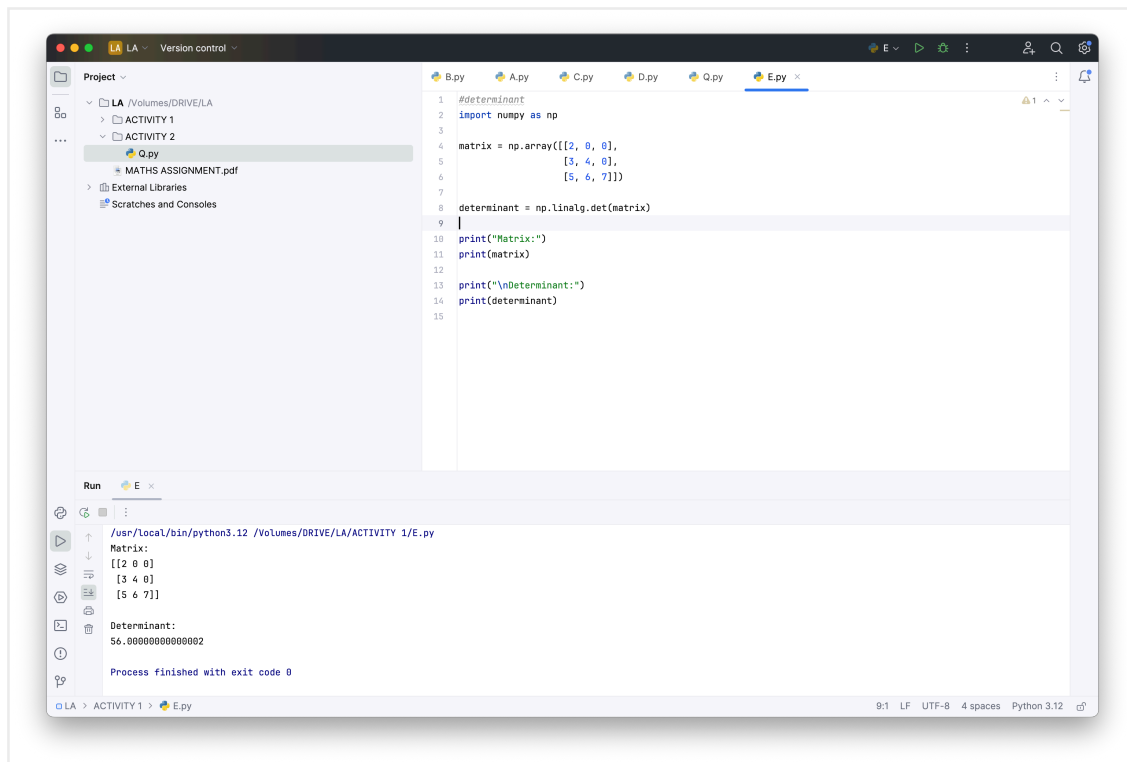 LA LA Version control E
Project
LA /Volumes/DRIVE/LA
ACTIVITY 1
ACTIVITY 2
Q.py
MATHS ASSIGNMENT.pdf
External Libraries
Scratches and Consoles
B.py A.py C.py D.py Q.py E.py
1 #determinant
2 import numpy as np
3
4 matrix = np.array([[2, 0, 0],
5 [3, 4, 0],
6 [5, 6, 7]])
7
8 determinant = np.linalg.det(matrix)
9
10 print("Matrix:")
11 print(matrix)
12
13 print("\nDeterminant:")
14 print(determinant)
15
1
Run E
/usr/local/bin/python3.12 /Volumes/DRIVE/LA/ACTIVITY 1/E.py
Matrix:
[[2 0 0]
[3 4 0]
[5 6 7]]
Determinant:
56.00000000000002
Process finished with exit code 0
LA > ACTIVITY 1 > E.py 9:1 LF UTF-8 4 spaces Python 3.12